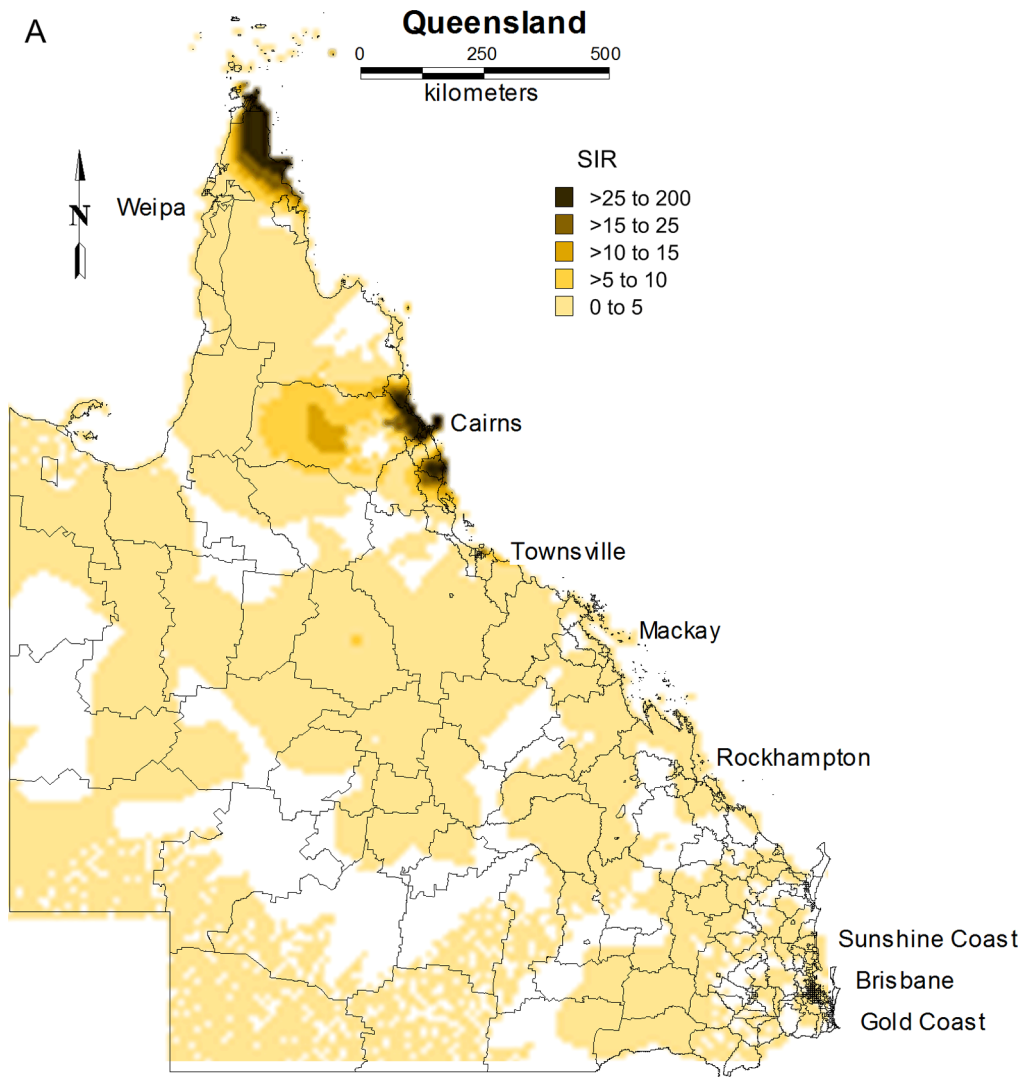 A
Queensland
0 250 500
kilometers
SIR
>25 to 200
>15 to 25
>10 to 15
>5 to 10
0 to 5
N
Weipa
Cairns
Townsville
Mackay
Rockhampton
Sunshine Coast
Brisbane
Gold Coast